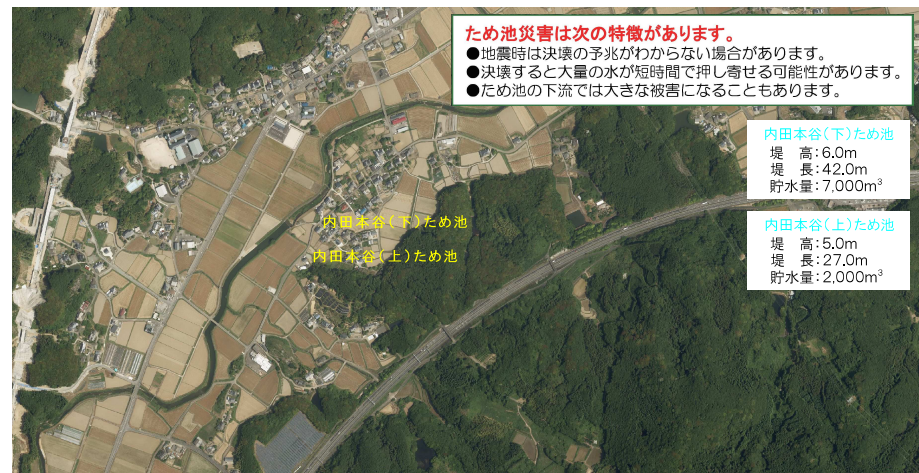 ため池災害は次の特徴があります。
●地震時は決壊の予兆がわからない場合があります。
●決壊すると大量の水が短時間で押し寄せる可能性があります。
●ため池の下流では大きな被害になることもあります。
内田本谷(下)ため池
堤　高:6.0m
堤　長:42.0m
貯水量:7,000m³
内田本谷(上)ため池
堤　高:5.0m
堤　長:27.0m
貯水量:2,000m³
内田本谷(下)ため池
内田本谷(上)ため池